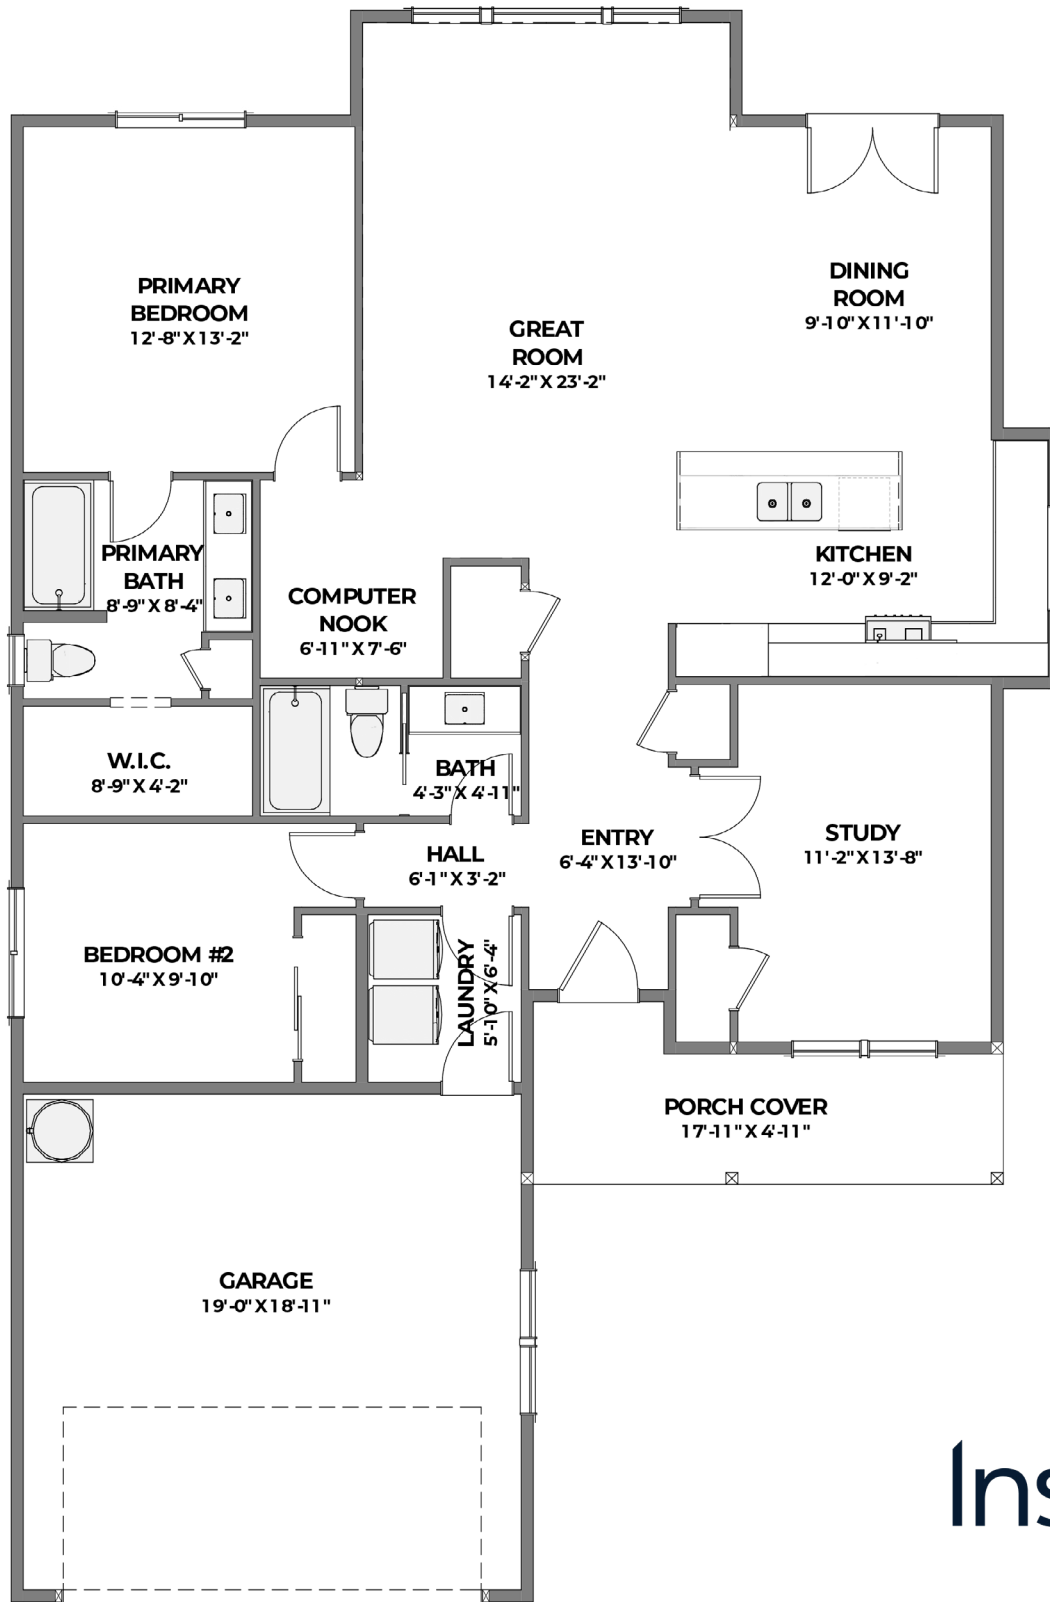 PRIMARY
BEDROOM
12'-8" X 13'-2"
GREAT
ROOM
14'-2" X 23'-2"
DINING
ROOM
9'-10" X 11'-10"
PRIMARY
BATH
8'-9" X 8'-4"
COMPUTER
NOOK
6'-11" X 7'-6"
KITCHEN
12'-0" X 9'-2"
W.I.C.
8'-9" X 4'-2"
BATH
4'-3" X 4'-11"
HALL
6'-1" X 3'-2"
ENTRY
6'-4" X 13'-10"
STUDY
11'-2" X 13'-8"
BEDROOM #2
10'-4" X 9'-10"
LAUNDRY
5'-10" X 6'-4"
PORCH COVER
17'-11" X 4'-11"
GARAGE
19'-0" X 18'-11"
Ins